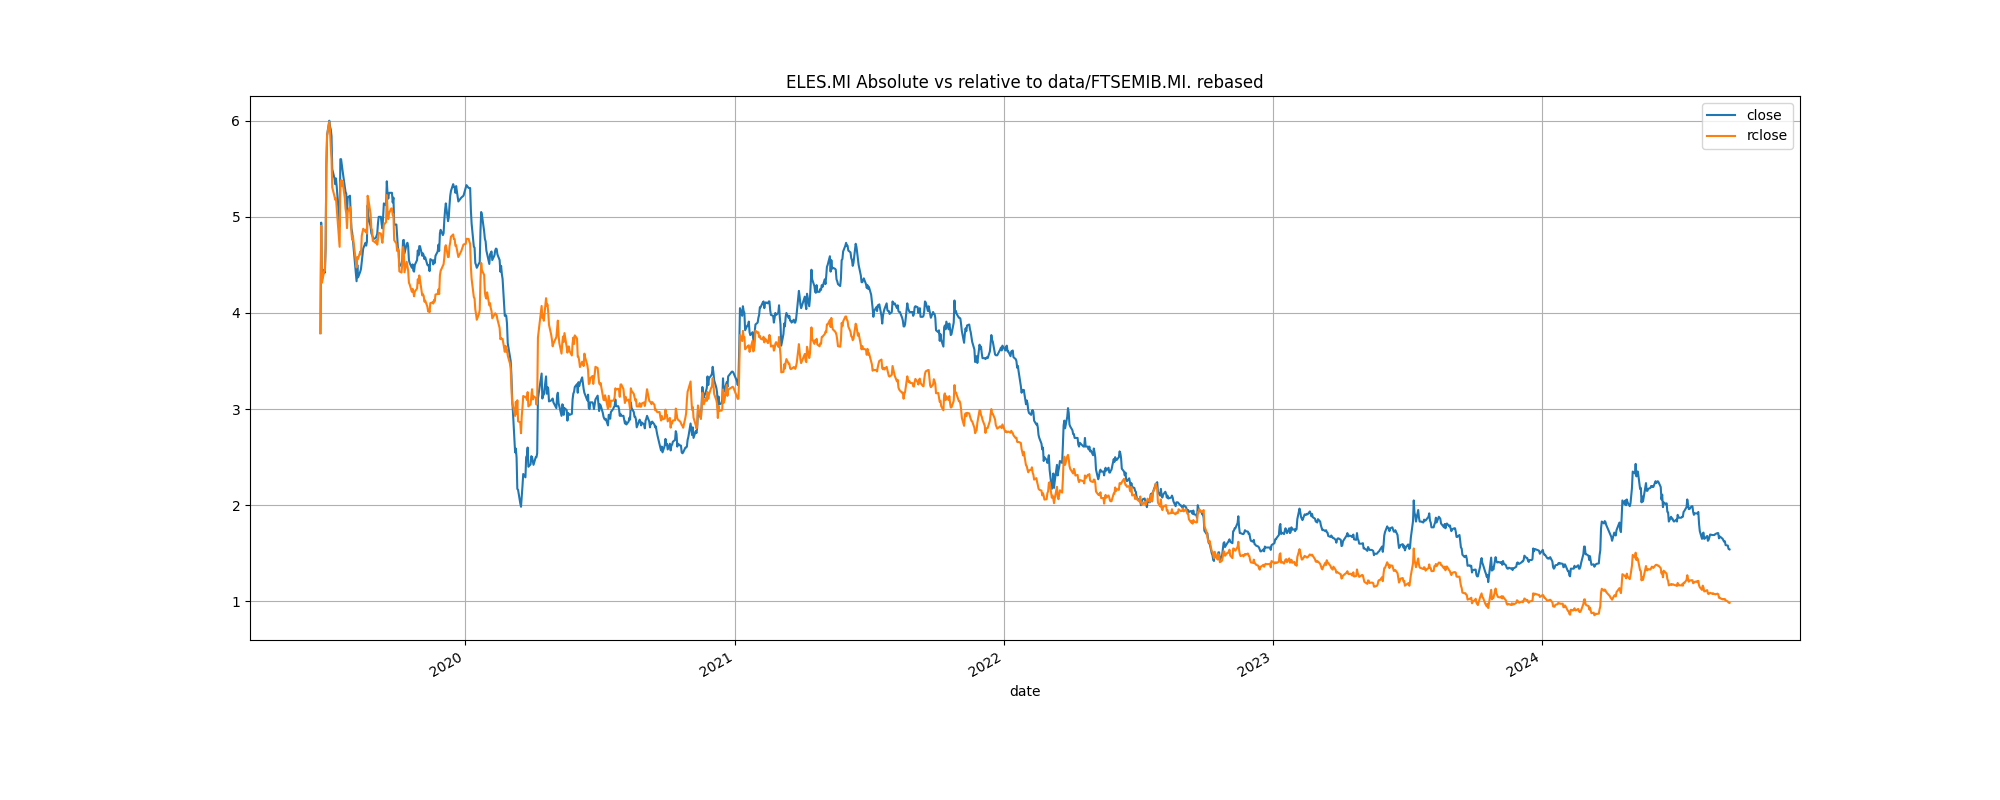 ELES.MI Absolute vs relative to data/FTSEMIB.MI. rebased
close
rclose
6
5
4
3
2
1
2020
2021
2022
2023
2024
date